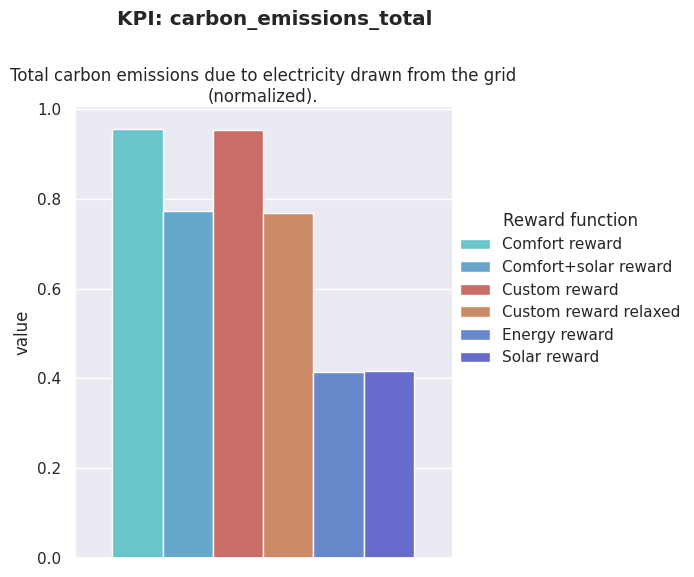 KPI: carbon_emissions_total
Total carbon emissions due to electricity drawn from the grid
(normalized).
1.0
0.8
0.6
0.4
0.2
0.0
value
Reward function
Comfort reward
Comfort+solar reward
Custom reward
Custom reward relaxed
Energy reward
Solar reward